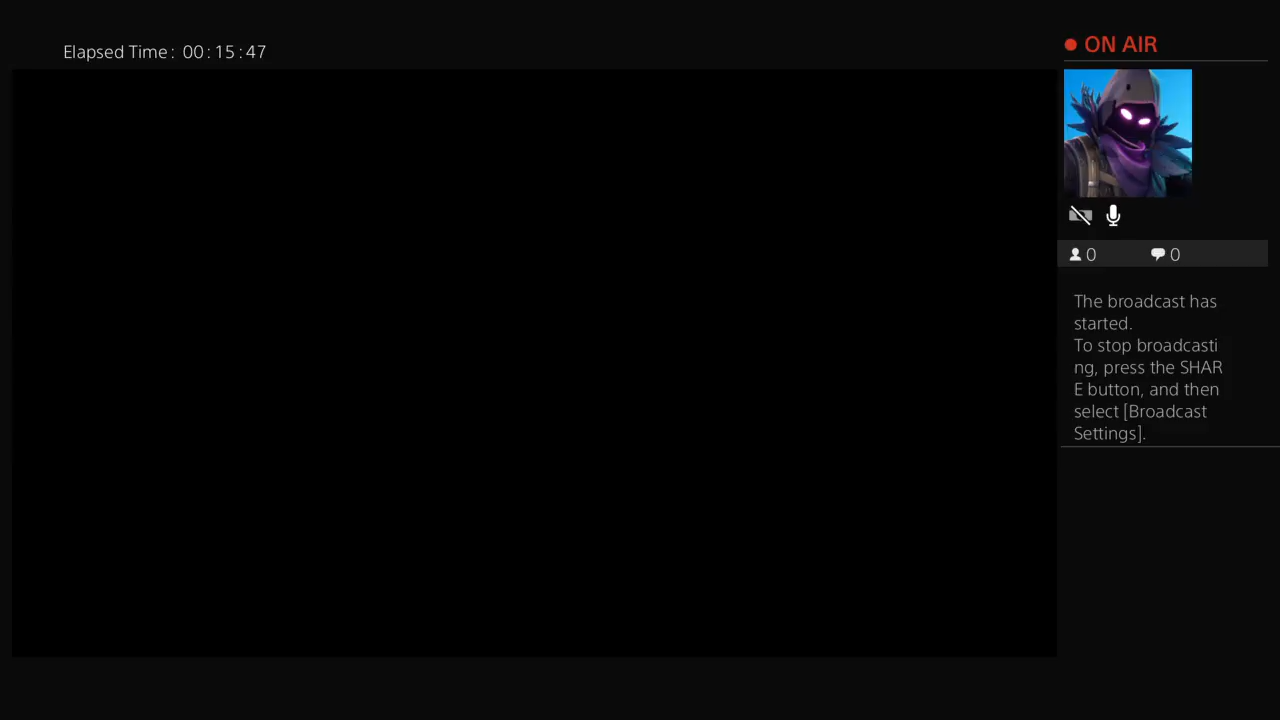 Elapsed Time: 00:15:47
ON AIR
0 0
The broadcast has
started.
To stop broadcasti
ng, press the SHAR
E button, and then
select [Broadcast
Settings].